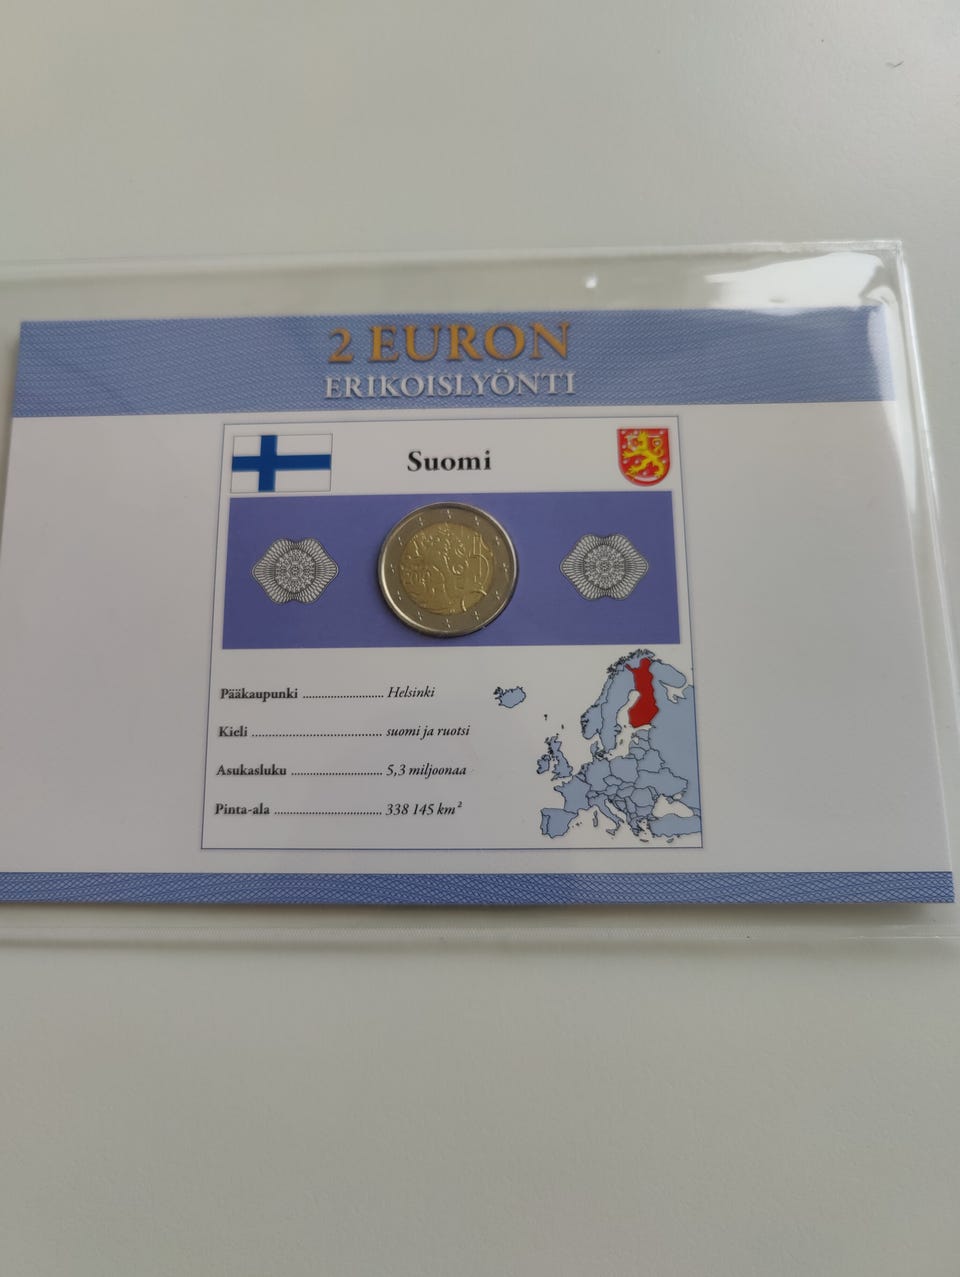 2 EURON
ERIKOISLYÖNTI
Suomi
Pääkaupunki ........................ Helsinki
Kieli ....................................... suomi ja ruotsi
Asukasluku ........................... 5,3 miljoonaa
Pinta-ala ................................ 338 145 km²